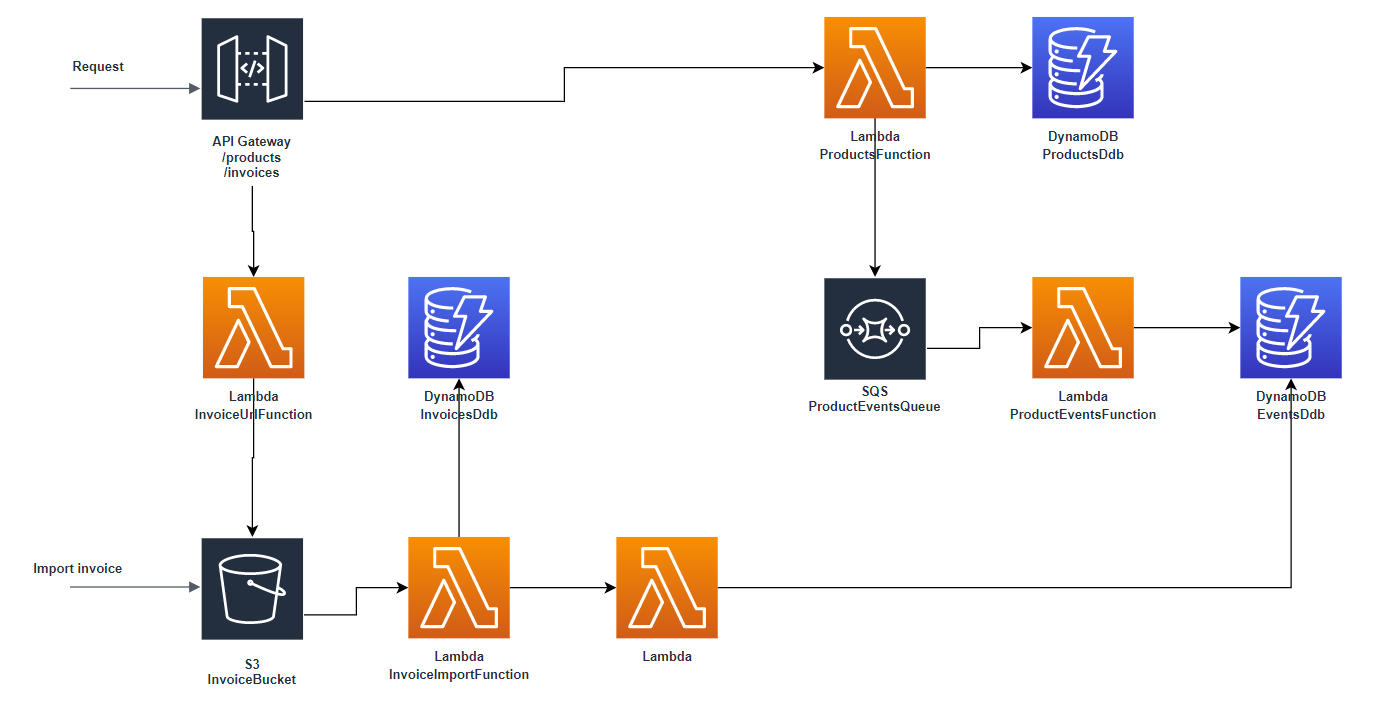 Request
</>
API Gateway
/products
/invoices
Lambda
ProductsFunction
DynamoDB
ProductsDdb
Lambda
InvoiceUrlFunction
DynamoDB
InvoicesDdb
SQS
ProductEventsQueue
Lambda
ProductEventsFunction
DynamoDB
EventsDdb
Import invoice
S3
InvoiceBucket
Lambda
InvoiceImportFunction
Lambda